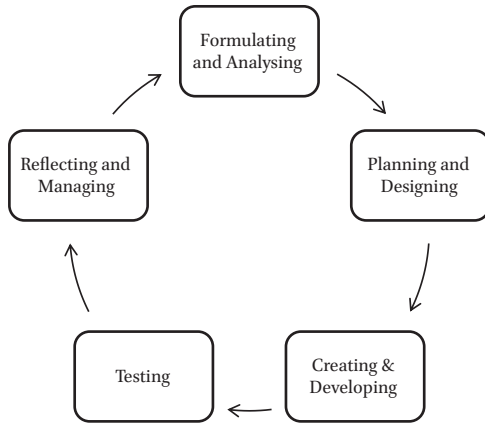 Formulating
and Analysing
Planning and
Designing
Creating &
Developing
Testing
Reflecting and
Managing